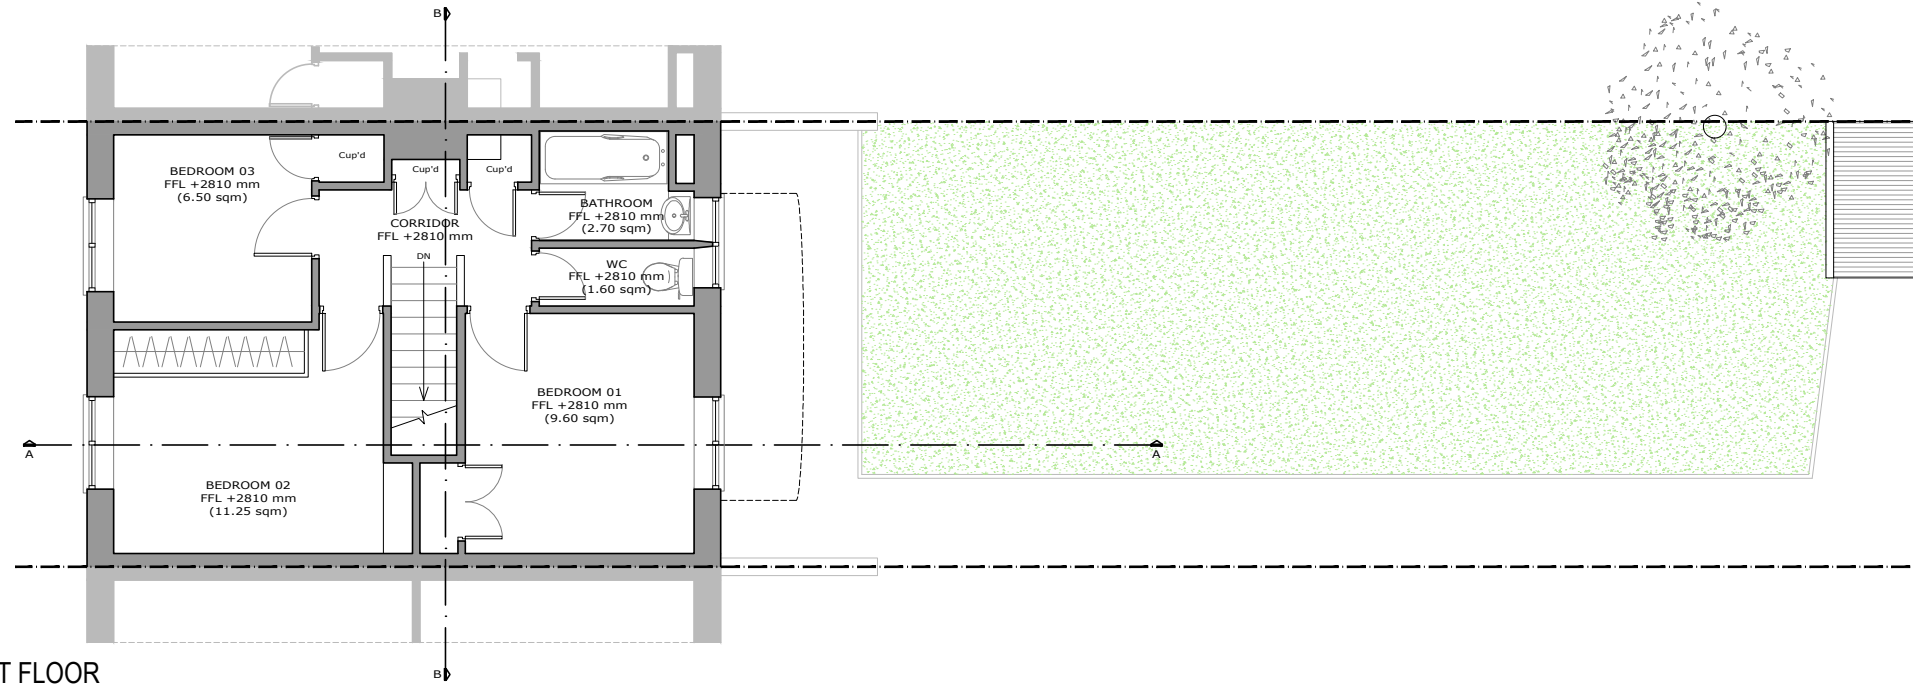 B
BEDROOM 03
FFL +2810 mm
(6.50 sqm)
Cup'd
Cup'd
Cup'd
CORRIDOR
FFL +2810 mm
BATHROOM
FFL +2810 mm
(2.70 sqm)
DN
WC
FFL +2810 mm
(1.60 sqm)
BEDROOM 01
FFL +2810 mm
(9.60 sqm)
A
A
BEDROOM 02
FFL +2810 mm
(11.25 sqm)
B
T FLOOR